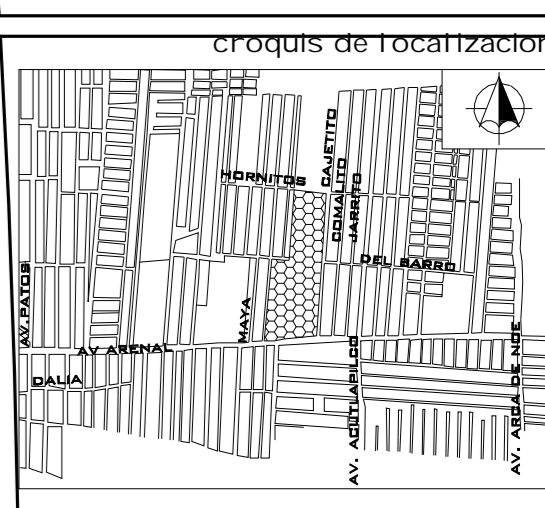 croquis de localizacion
HORNITOS
CAJETITO
COMALITO
JARRITO
DEL BARRO
AV. PATOS
MAYA
AV ARENAL
DALIA
AV. ACUTLAPILCO
AV. ARCA DE NOE